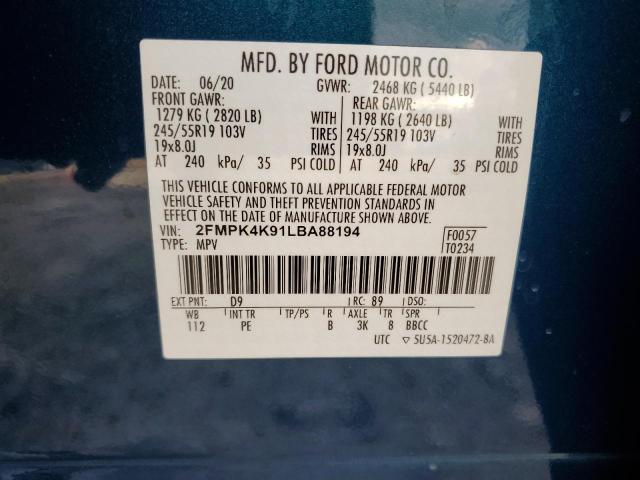 MFD. BY FORD MOTOR CO.
DATE: 06/20 GVWR: 2468 KG ( 5440 LB)
FRONT GAWR: REAR GAWR:
1279 KG ( 2820 LB) WITH 1198 KG ( 2640 LB) WITH
245/55R19 103V TIRES 245/55R19 103V TIRES
19x8.0J RIMS 19x8.0J RIMS
AT 240 kPa/ 35 PSI COLD AT 240 kPa/ 35 PSI COLD
THIS VEHICLE CONFORMS TO ALL APPLICABLE FEDERAL MOTOR
VEHICLE SAFETY AND THEFT PREVENTION STANDARDS IN
EFFECT ON THE DATE OF MANUFACTURE SHOWN ABOVE.
VIN: 2FMPK4K91LBA88194 F0057
TYPE: MPV T0234
EXT PNT: D9 RC: 89 DSO:
WB INT TR TP/PS R AXLE TR SPR
112 PE B 3K 8 BBCC
UTC 5U5A-1520472-BA